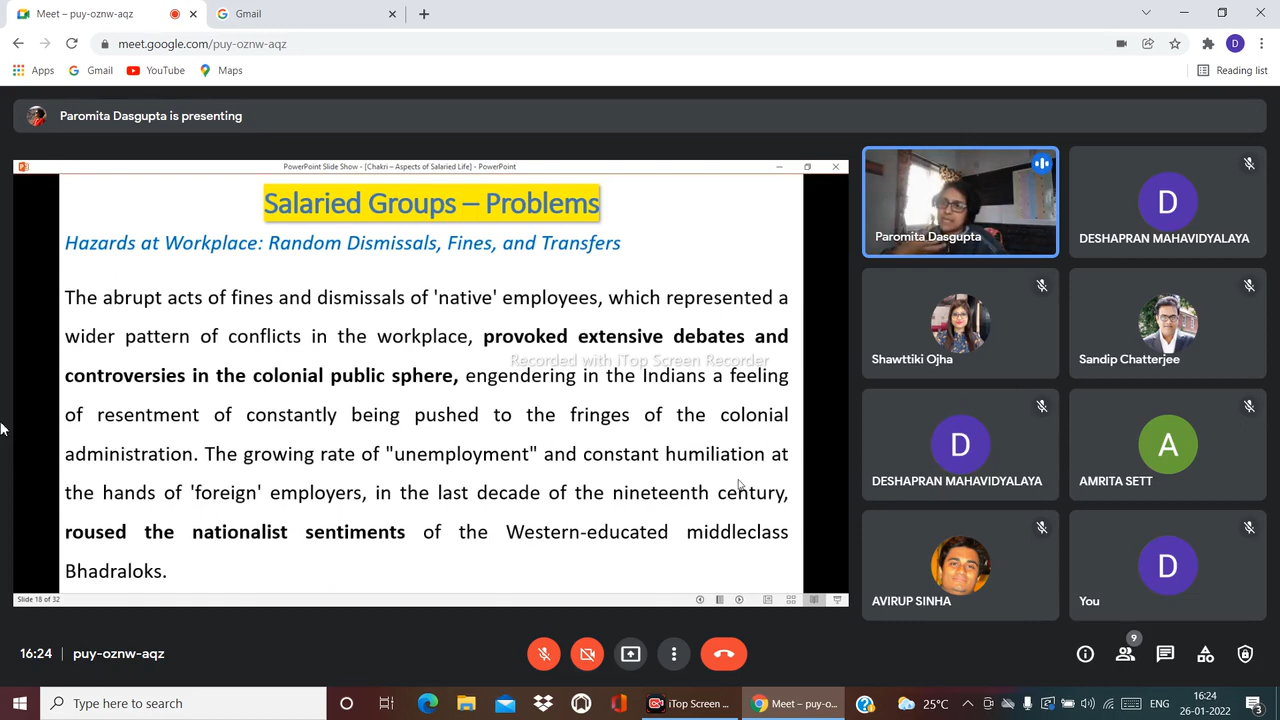 Meet – puy-oznw-aqz
Gmail
meet.google.com/puy-oznw-aqz
D
Apps
Gmail
YouTube
Maps
Reading list
Paromita Dasgupta is presenting
PowerPoint Slide Show - [Chakri – Aspects of Salaried Life] - PowerPoint
Salaried Groups – Problems
Hazards at Workplace: Random Dismissals, Fines, and Transfers
The abrupt acts of fines and dismissals of 'native' employees, which represented a
wider pattern of conflicts in the workplace, provoked extensive debates and
Recorded with iTop Screen Recorder
controversies in the colonial public sphere, engendering in the Indians a feeling
of resentment of constantly being pushed to the fringes of the colonial
administration. The growing rate of "unemployment" and constant humiliation at
the hands of 'foreign' employers, in the last decade of the nineteenth century,
roused the nationalist sentiments of the Western-educated middleclass
Bhadraloks.
Slide 18 of 32
Paromita Dasgupta
D
DESHAPRAN MAHAVIDYALAYA
Shawttiki Ojha
Sandip Chatterjee
D
DESHAPRAN MAHAVIDYALAYA
A
AMRITA SETT
AVIRUP SINHA
D
You
16:24
puy-oznw-aqz
9
Type here to search
iTop Screen ...
Meet – puy-o...
25°C
ENG
16:24
26-01-2022
3